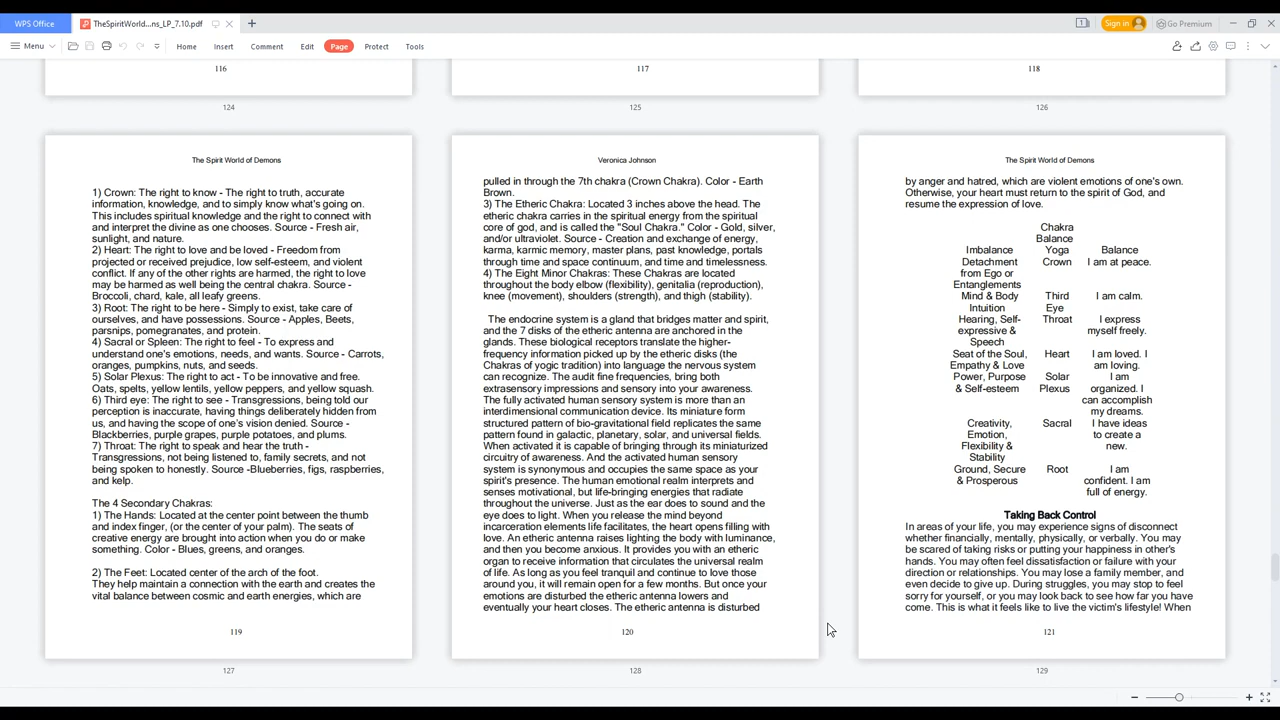 WPS Office
TheSpiritWorld...ns_LP_7.10.pdf
Sign in
Go Premium
Menu
Home
Insert
Comment
Edit
Page
Protect
Tools
116
117
118
124
125
126
The Spirit World of Demons
1) Crown: The right to know - The right to truth, accurate
information, knowledge, and to simply know what's going on.
This includes spiritual knowledge and the right to connect with
and interpret the divine as one chooses. Source - Fresh air,
sunlight, and nature.
2) Heart: The right to love and be loved - Freedom from
projected or received prejudice, low self-esteem, and violent
conflict. If any of the other rights are harmed, the right to love
may be harmed as well being the central chakra. Source -
Broccoli, chard, kale, all leafy greens.
3) Root: The right to be here - Simply to exist, take care of
ourselves, and have possessions. Source - Apples, Beets,
parsnips, pomegranates, and protein.
4) Sacral or Spleen: The right to feel - To express and
understand one's emotions, needs, and wants. Source - Carrots,
oranges, pumpkins, nuts, and seeds.
5) Solar Plexus: The right to act - To be innovative and free.
Oats, spelts, yellow lentils, yellow peppers, and yellow squash.
6) Third eye: The right to see - Transgressions, being told our
perception is inaccurate, having things deliberately hidden from
us, and having the scope of one's vision denied. Source -
Blackberries, purple grapes, purple potatoes, and plums.
7) Throat: The right to speak and hear the truth -
Transgressions, not being listened to, family secrets, and not
being spoken to honestly. Source -Blueberries, figs, raspberries,
and kelp.
The 4 Secondary Chakras:
1) The Hands: Located at the center point between the thumb
and index finger, (or the center of your palm). The seats of
creative energy are brought into action when you do or make
something. Color - Blues, greens, and oranges.
2) The Feet: Located center of the arch of the foot.
They help maintain a connection with the earth and creates the
vital balance between cosmic and earth energies, which are
119
127
Veronica Johnson
pulled in through the 7th chakra (Crown Chakra). Color - Earth
Brown.
3) The Etheric Chakra: Located 3 inches above the head. The
etheric chakra carries in the spiritual energy from the spiritual
core of god, and is called the "Soul Chakra." Color - Gold, silver,
and/or ultraviolet. Source - Creation and exchange of energy,
karma, karmic memory, master plans, past knowledge, portals
through time and space continuum, and time and timelessness.
4) The Eight Minor Chakras: These Chakras are located
throughout the body elbow (flexibility), genitalia (reproduction),
knee (movement), shoulders (strength), and thigh (stability).
The endocrine system is a gland that bridges matter and spirit,
and the 7 disks of the etheric antenna are anchored in the
glands. These biological receptors translate the higher-
frequency information picked up by the etheric disks (the
Chakras of yogic tradition) into language the nervous system
can recognize. The audit fine frequencies, bring both
extrasensory impressions and sensory into your awareness.
The fully activated human sensory system is more than an
interdimensional communication device. Its miniature form
structured pattern of bio-gravitational field replicates the same
pattern found in galactic, planetary, solar, and universal fields.
When activated it is capable of bringing through its miniaturized
circuitry of awareness. And the activated human sensory
system is synonymous and occupies the same space as your
spirit's presence. The human emotional realm interprets and
senses motivational, but life-bringing energies that radiate
throughout the universe. Just as the ear does to sound and the
eye does to light. When you release the mind beyond
incarceration elements life facilitates, the heart opens filling with
love. An etheric antenna raises lighting the body with luminance,
and then you become anxious. It provides you with an etheric
organ to receive information that circulates the universal realm
of life. As long as you feel tranquil and continue to love those
around you, it will remain open for a few months. But once your
emotions are disturbed the etheric antenna lowers and
eventually your heart closes. The etheric antenna is disturbed
120
128
The Spirit World of Demons
by anger and hatred, which are violent emotions of one's own.
Otherwise, your heart must return to the spirit of God, and
resume the expression of love.
Chakra
Balance
Imbalance Yoga Balance
Detachment Crown I am at peace.
from Ego or
Entanglements
Mind & Body Third I am calm.
Intuition Eye
Hearing, Self- Throat I express
expressive & myself freely.
Speech
Seat of the Soul, Heart I am loved. I
Empathy & Love am loving.
Power, Purpose Solar I am
& Self-esteem Plexus organized. I
can accomplish
my dreams.
Creativity, Sacral I have ideas
Emotion, to create a
Flexibility & new.
Stability
Ground, Secure Root I am
& Prosperous confident. I am
full of energy.
Taking Back Control
In areas of your life, you may experience signs of disconnect
whether financially, mentally, physically, or verbally. You may
be scared of taking risks or putting your happiness in other's
hands. You may often feel dissatisfaction or failure with your
direction or relationships. You may lose a family member, and
even decide to give up. During struggles, you may stop to feel
sorry for yourself, or you may look back to see how far you have
come. This is what it feels like to live the victim's lifestyle! When
121
129